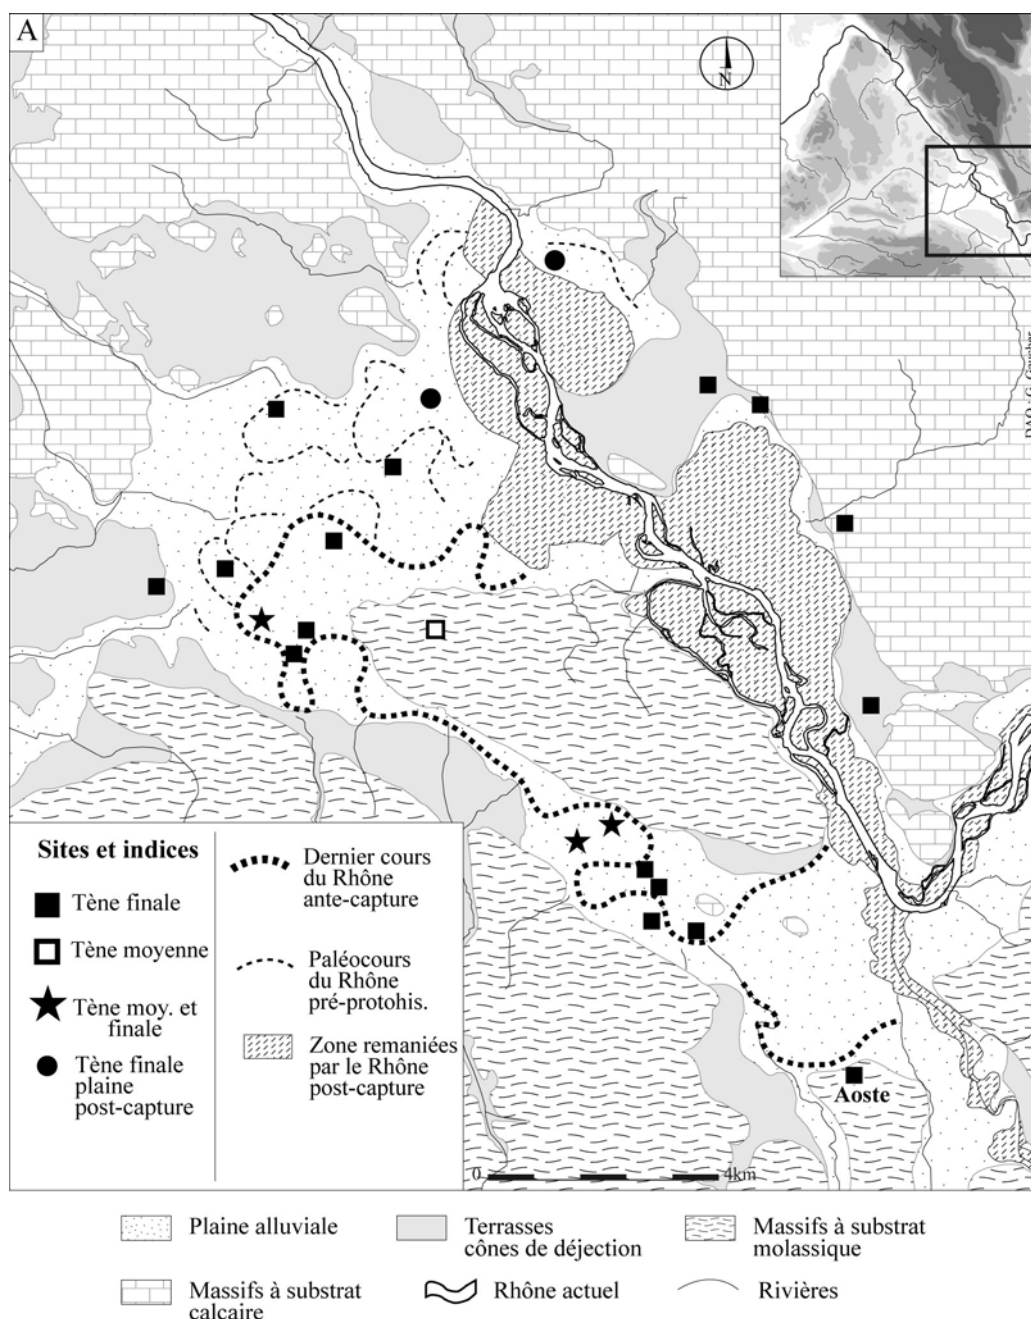 A
N
DAO : G. Gaucher
Sites et indices
Tène finale
Tène moyenne
Tène moy. et
finale
Tène finale
plaine
post-capture
Dernier cours
du Rhône
ante-capture
Paléocours
du Rhône
pré-protohis.
Zone remaniées
par le Rhône
post-capture
Aoste
0
4km
Plaine alluviale
Terrasses
cônes de déjection
Massifs à substrat
molassique
Massifs à substrat
calcaire
Rhône actuel
Rivières